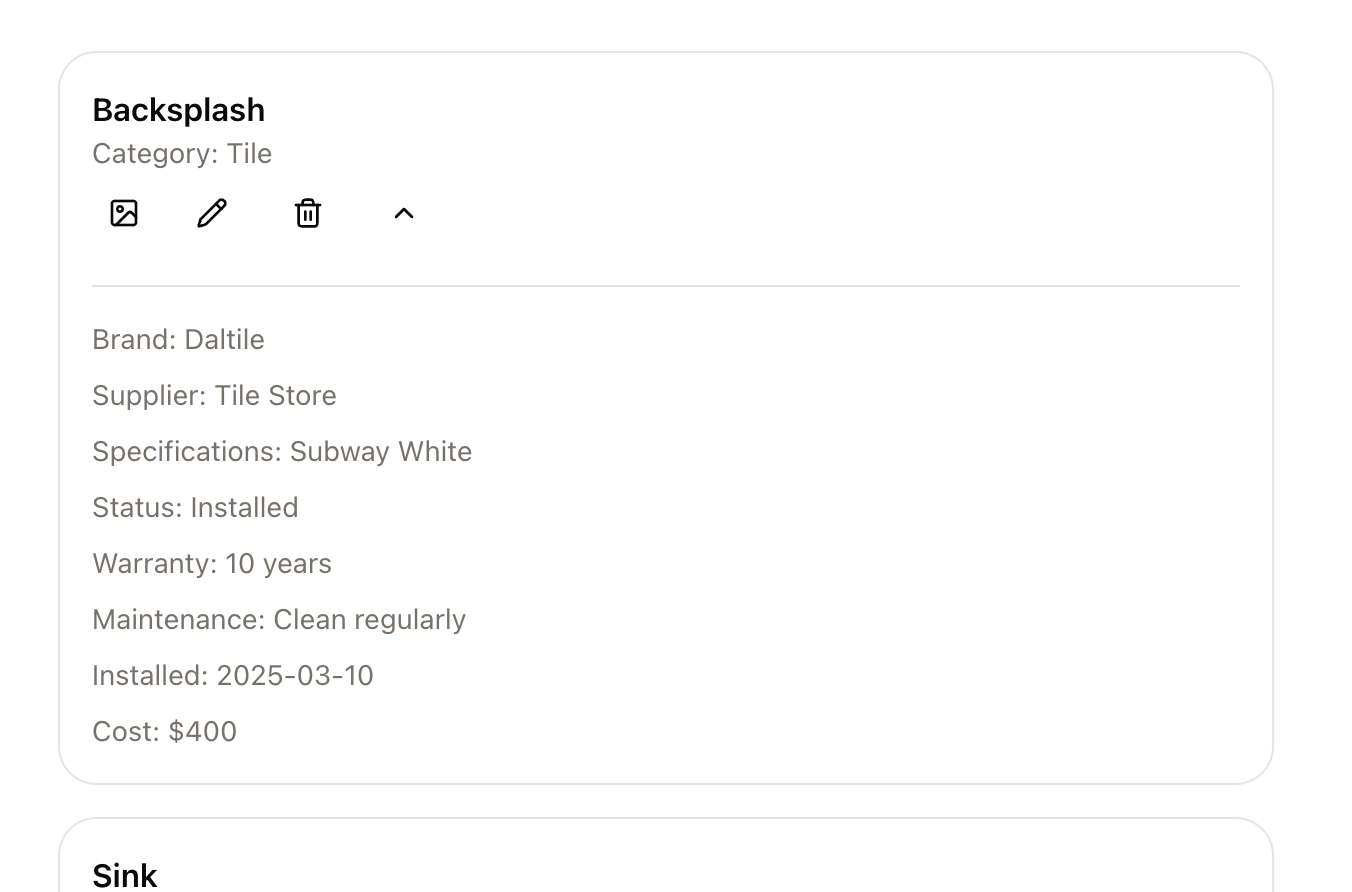 Backsplash
Category: Tile
Brand: Daltile
Supplier: Tile Store
Specifications: Subway White
Status: Installed
Warranty: 10 years
Maintenance: Clean regularly
Installed: 2025-03-10
Cost: $400
Sink